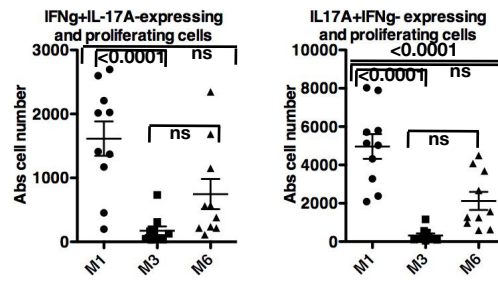 IFNg+IL-17A-expressing
and proliferating cells
<0.0001
ns
ns
3000
2000
1000
0
Abs cell number
M1
M3
M6
IL17A+IFNg- expressing
and proliferating cells
<0.0001
<0.0001
ns
ns
10000
8000
6000
4000
2000
0
Abs cell number
M1
M3
M6